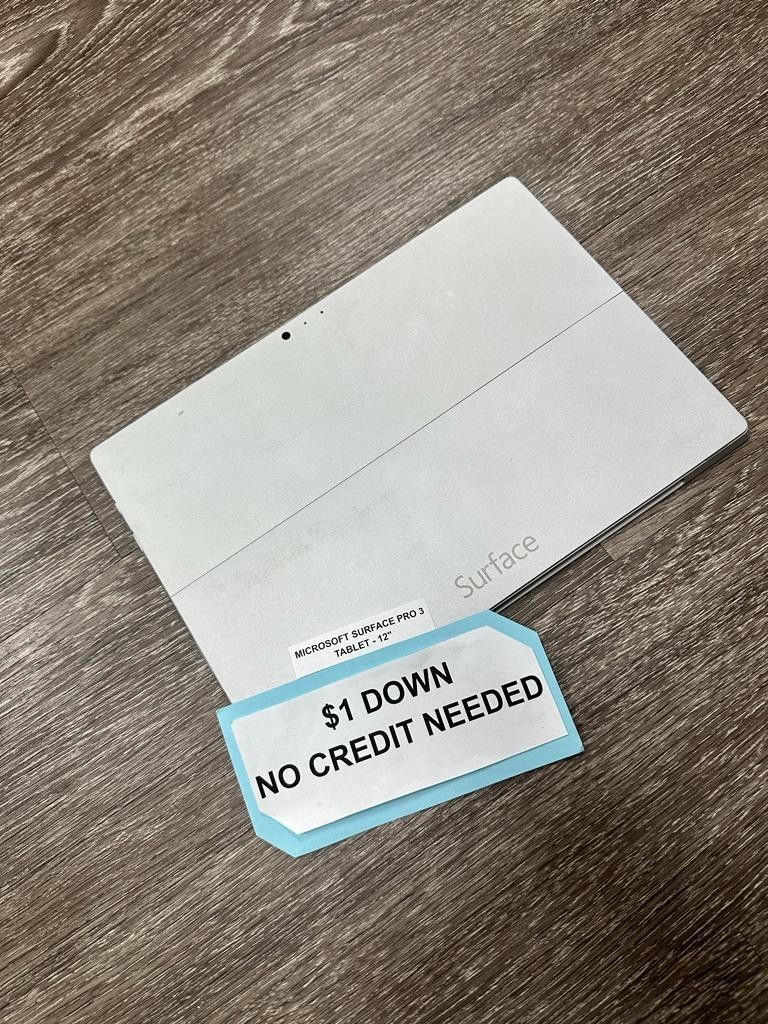 Surface
MICROSOFT SURFACE PRO 3
TABLET - 12"
$1 DOWN
NO CREDIT NEEDED